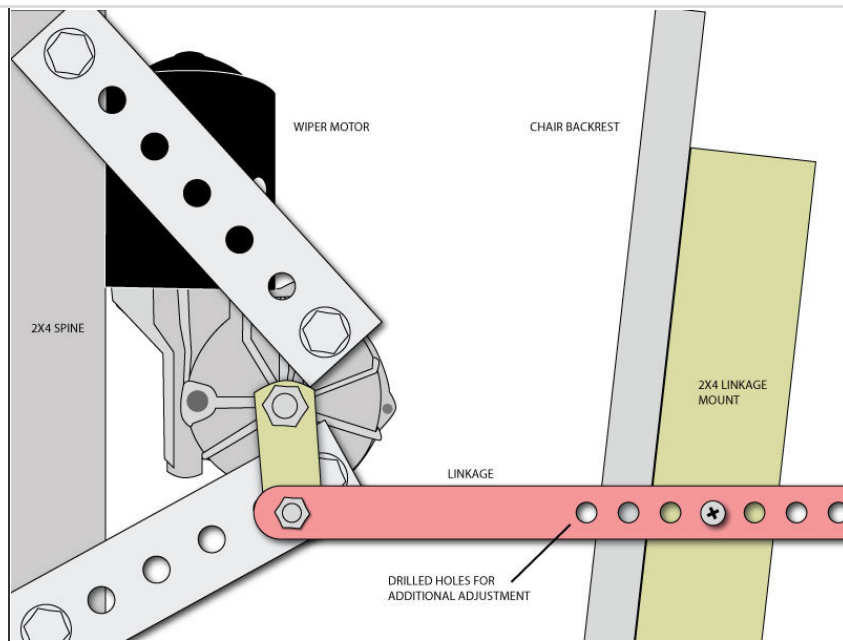 WIPER MOTOR
CHAIR BACKREST
2X4 SPINE
2X4 LINKAGE
MOUNT
LINKAGE
DRILLED HOLES FOR
ADDITIONAL ADJUSTMENT